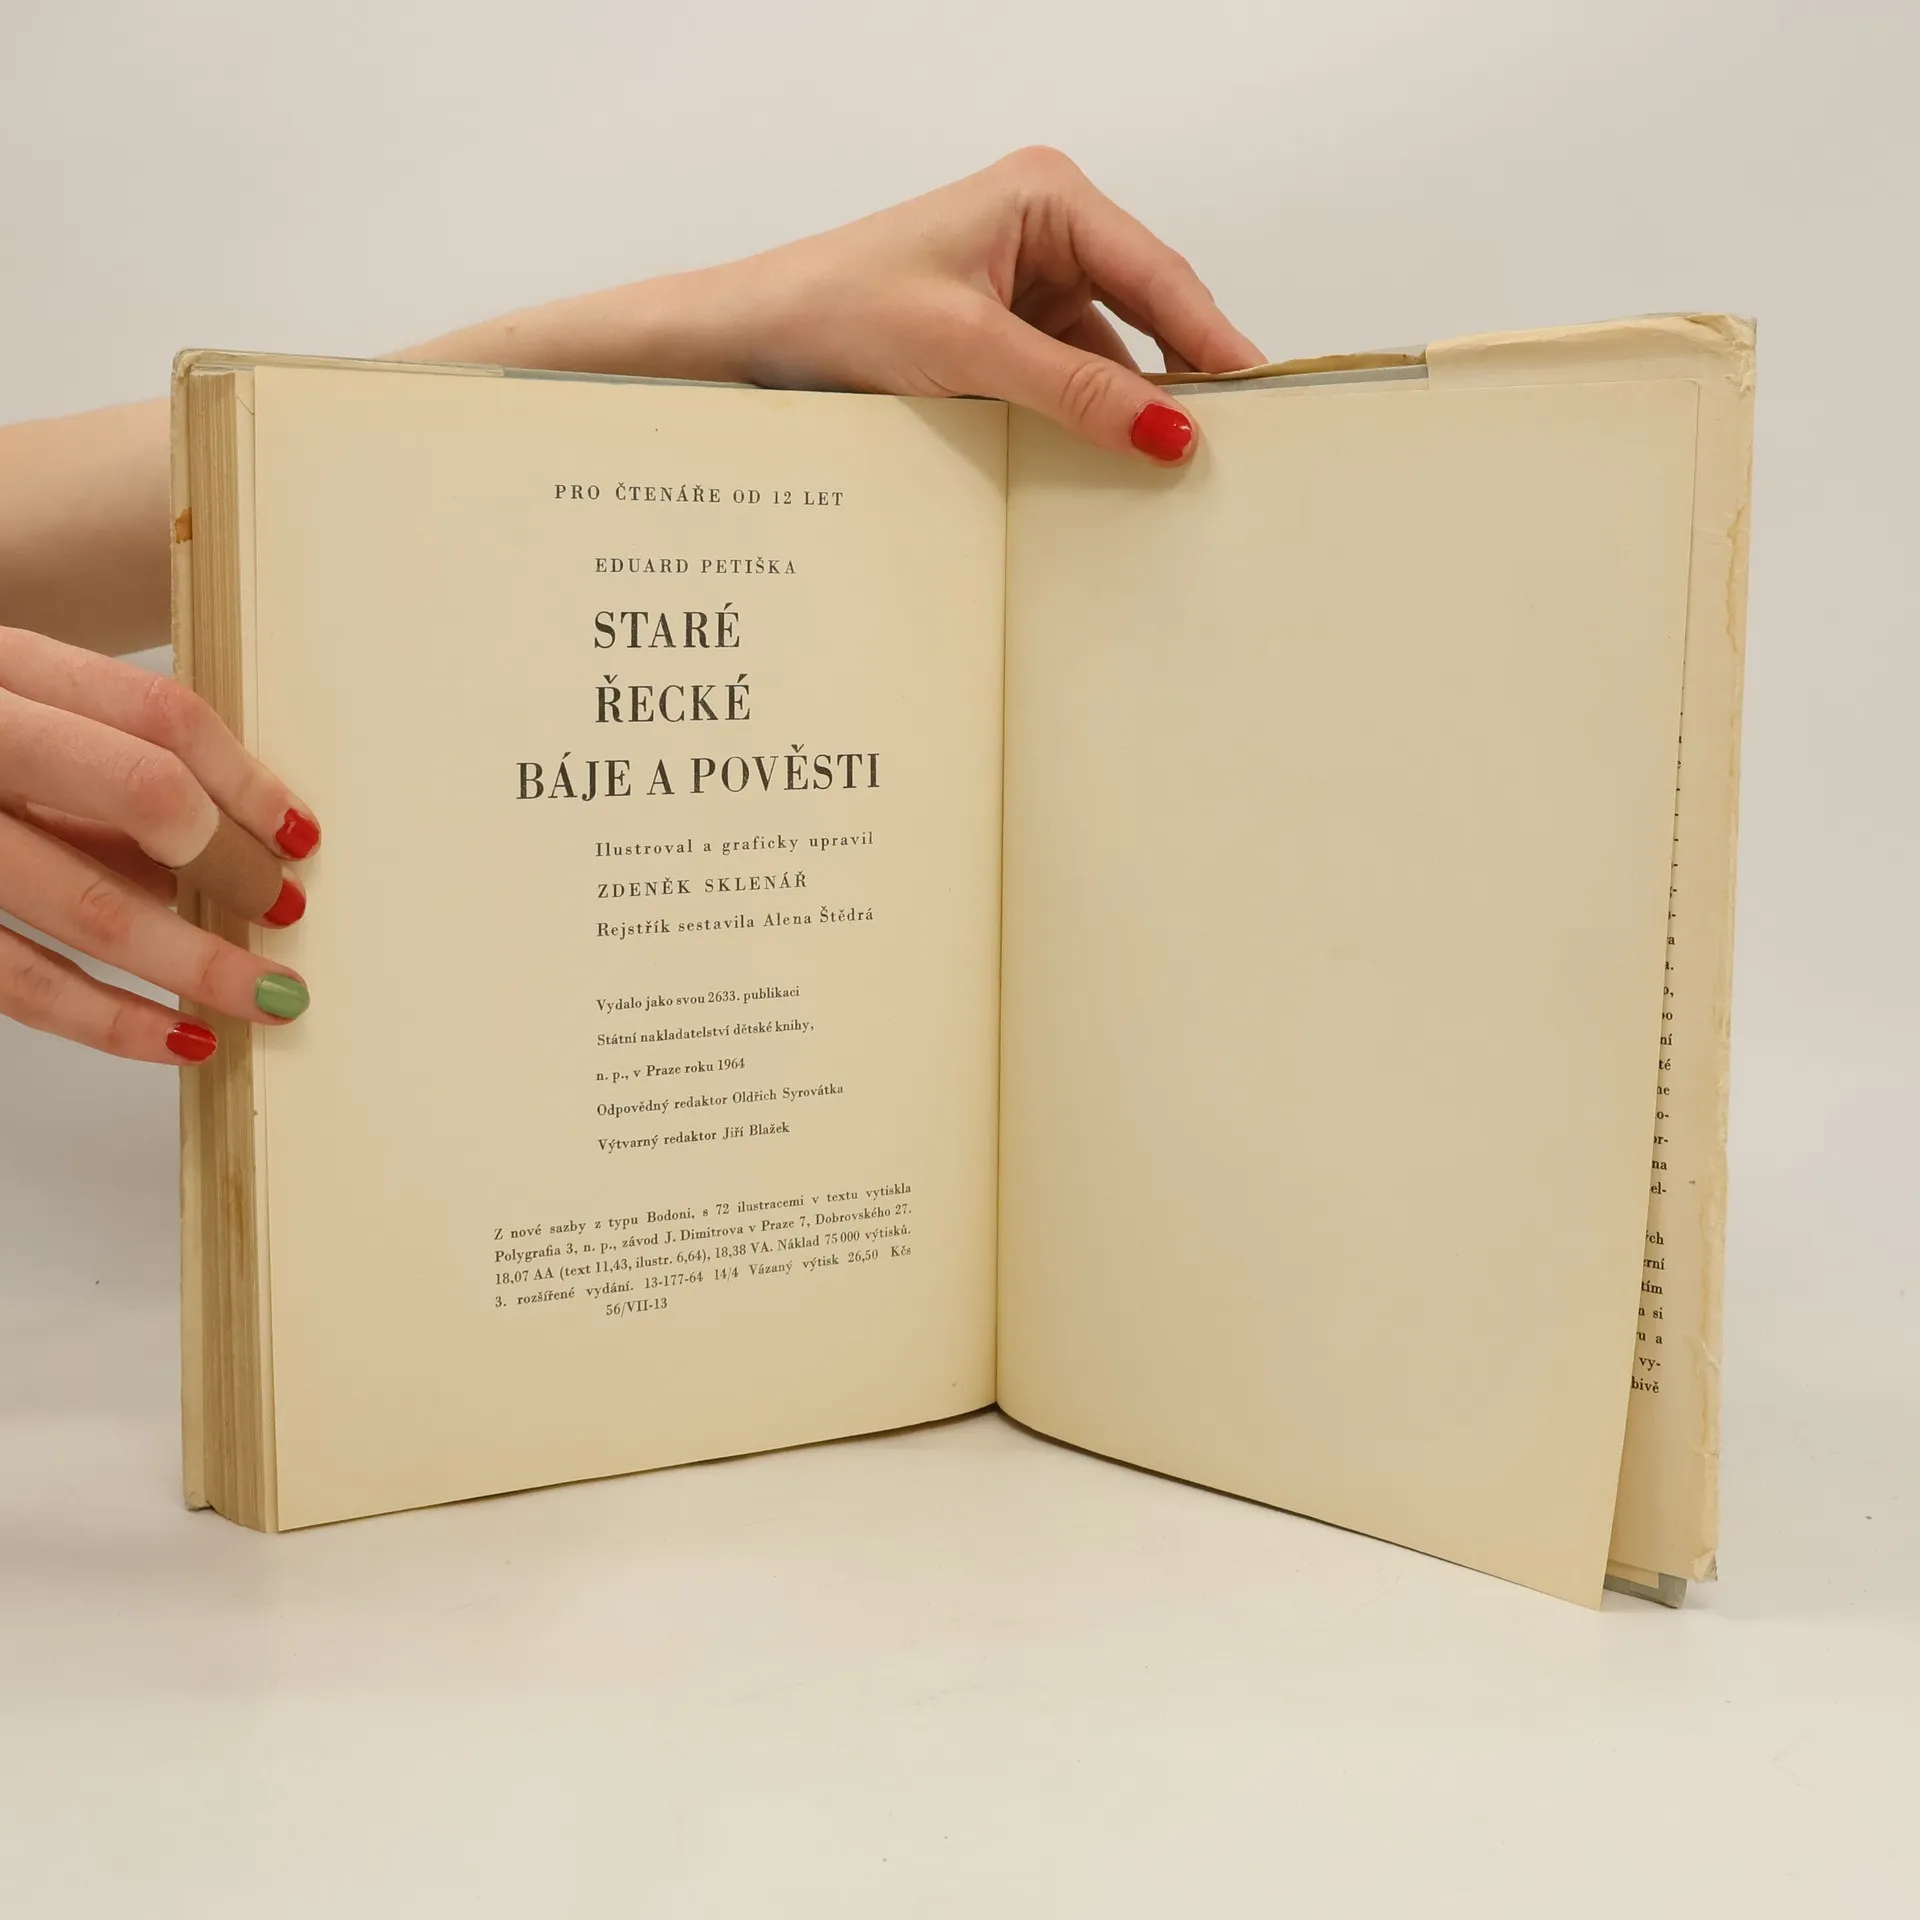 PRO ČTENÁŘE OD 12 LET
EDUARD PETIŠKA
STARÉ
ŘECKÉ
BÁJE A POVĚSTI
Ilustroval a graficky upravil
ZDENĚK SKLENÁŘ
Rejstřík sestavila Alena Štědrá
Vydalo jako svou 2633. publikaci
Státní nakladatelství dětské knihy,
n. p., v Praze roku 1964
Odpovědný redaktor Oldřich Syrovátka
Výtvarný redaktor Jiří Blažek
Z nové sazby z typu Bodoni, s 72 ilustracemi v textu vytiskla
Polygrafia 3, n. p., závod J. Dimitrova v Praze 7, Dobrovského 27.
18,07 AA (text 11,43, ilustr. 6,64), 18,38 VA. Náklad 75 000 výtisků.
3. rozšířené vydání. 13-177-64 14/4 Vázaný výtisk 26,50 Kčs
56/VII-13